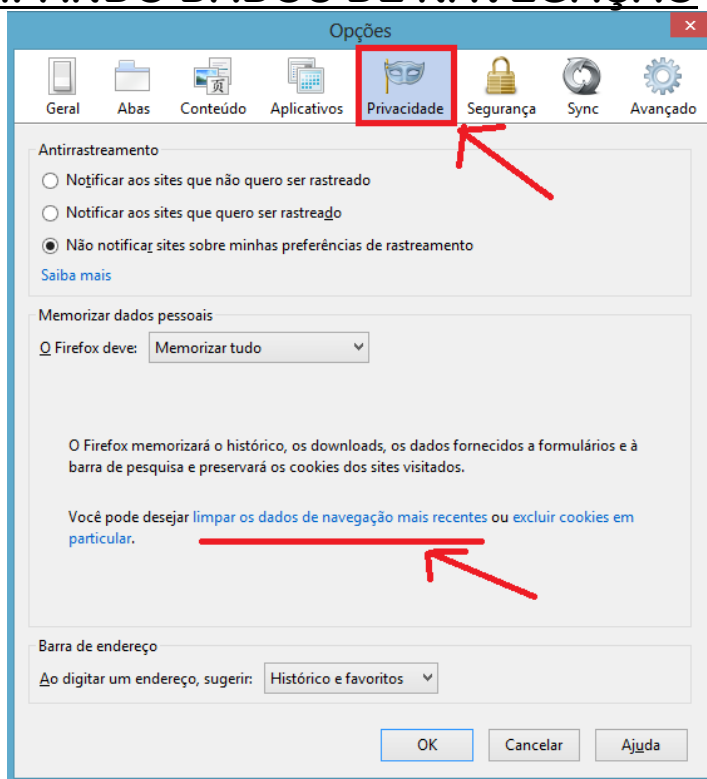 DADOS DE NAVEGAÇÃO
Opções
Geral Abas Conteúdo Aplicativos Privacidade Segurança Sync Avançado
Antirrastreamento
Notificar aos sites que não quero ser rastreado
Notificar aos sites que quero ser rastreado
Não notificar sites sobre minhas preferências de rastreamento
Saiba mais
Memorizar dados pessoais
O Firefox deve: Memorizar tudo
O Firefox memorizará o histórico, os downloads, os dados fornecidos a formulários e à
barra de pesquisa e preservará os cookies dos sites visitados.
Você pode desejar limpar os dados de navegação mais recentes ou excluir cookies em
particular.
Barra de endereço
Ao digitar um endereço, sugerir: Histórico e favoritos
OK Cancelar Ajuda